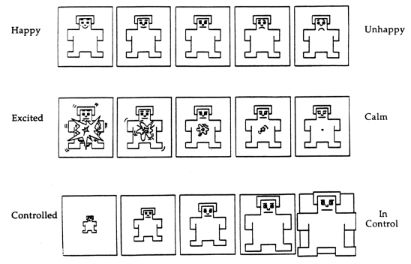 Happy
Unhappy
Excited
Calm
Controlled
In
Control